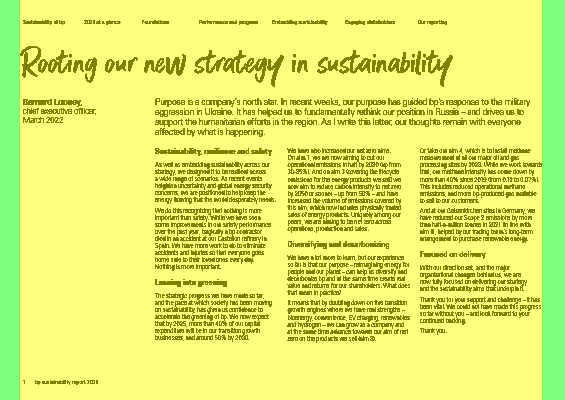 Sustainability at bp
2021 at a glance
Foundations
Performance and progress
Embedding sustainability
Engaging stakeholders
Our reporting
Rooting our new strategy in sustainability
Bernard Looney,
chief executive officer,
March 2022
Purpose is a company's north star. In recent weeks, our purpose has guided bp's response to the military
aggression in Ukraine. It has helped us to fundamentally rethink our position in Russia – and drives us to
support the humanitarian efforts in the region. As I write this letter, our thoughts remain with everyone
affected by what is happening.
Sustainability, resilience and safety
As well as embedding sustainability across our
strategy, we designed it to be resilient across
a wide range of scenarios. As recent events
heighten uncertainty and global energy security
concerns, we are positioned to help keep the
energy flowing that the world desperately needs.
We do this recognizing that nothing is more
important than safety. While we have seen
some improvements in our safety performance
over the past year, tragically a bp contractor
died in an accident at our Castellón refinery in
Spain. We have more work to do to eliminate
accidents and injuries so that everyone goes
home safe to their loved ones every day.
Nothing is more important.
Leaning into greening
The strategic progress we have made so far,
and the pace at which society has been moving
on sustainability, has given us confidence to
accelerate the greening of bp. We now expect
that by 2025, more than 40% of our capital
expenditure will be in our transition growth
businesses, and around 50% by 2030.
We have also increased our net zero aims.
On aim 1, we are now aiming to cut our
operational emissions in half by 2030 (up from
30-35%). And on aim 3 covering the lifecycle
emissions for the energy products we sell, we
now aim to reduce carbon intensity to net zero
by 2050 or sooner – up from 50% – and have
increased the volume of emissions covered by
this aim, which now includes physically traded
sales of energy products. Uniquely among our
peers, we are aiming to be net zero across
operations, production and sales.
Diversifying and decarbonizing
We have a lot more to learn, but our experience
so far is that our purpose – reimagining energy for
people and our planet – can help us diversify and
decarbonize bp and at the same time create real
value and returns for our shareholders. What does
that mean in practice?
It means that by doubling down on the transition
growth engines where we have real strengths –
bioenergy, convenience, EV charging, renewables
and hydrogen – we can grow as a company and
at the same time advance towards our aim of net
zero on the products we sell – aim 3.
Or take our aim 4, which is to install methane
measurement at all our major oil and gas
processing sites by 2023. While we work towards
that, our methane intensity has come down by
more than 40% since 2019 – from 0.12 to 0.07%.
This includes reduced operational methane
emissions, and more bp-produced gas available
to sell to our customers.
And at our Gelsenkirchen sites in Germany, we
have reduced our Scope 2 emissions by more
than half-a-million tonnes in 2021 in line with
aim 1, helped by our trading team's long-term
arrangement to purchase renewable energy.
Focused on delivery
With our direction set, and the major
organizational changes behind us, we are
now fully focused on delivering our strategy
and the sustainability aims that underpin it.
Thank you for your support and challenge – it has
been vital. We could not have made this progress
so far without you – and look forward to your
continued backing.
Thank you.
1
bp sustainability report 2021